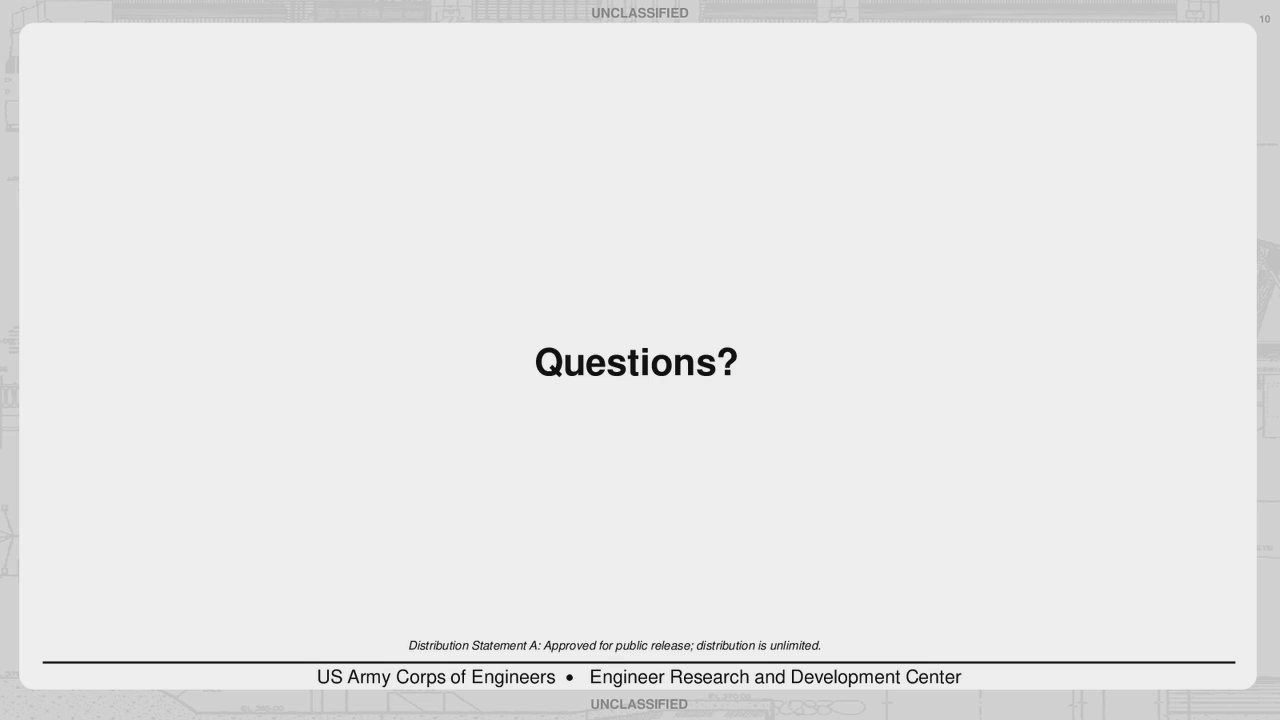 UNCLASSIFIED
10
Questions?
Distribution Statement A: Approved for public release; distribution is unlimited.
US Army Corps of Engineers • Engineer Research and Development Center
UNCLASSIFIED